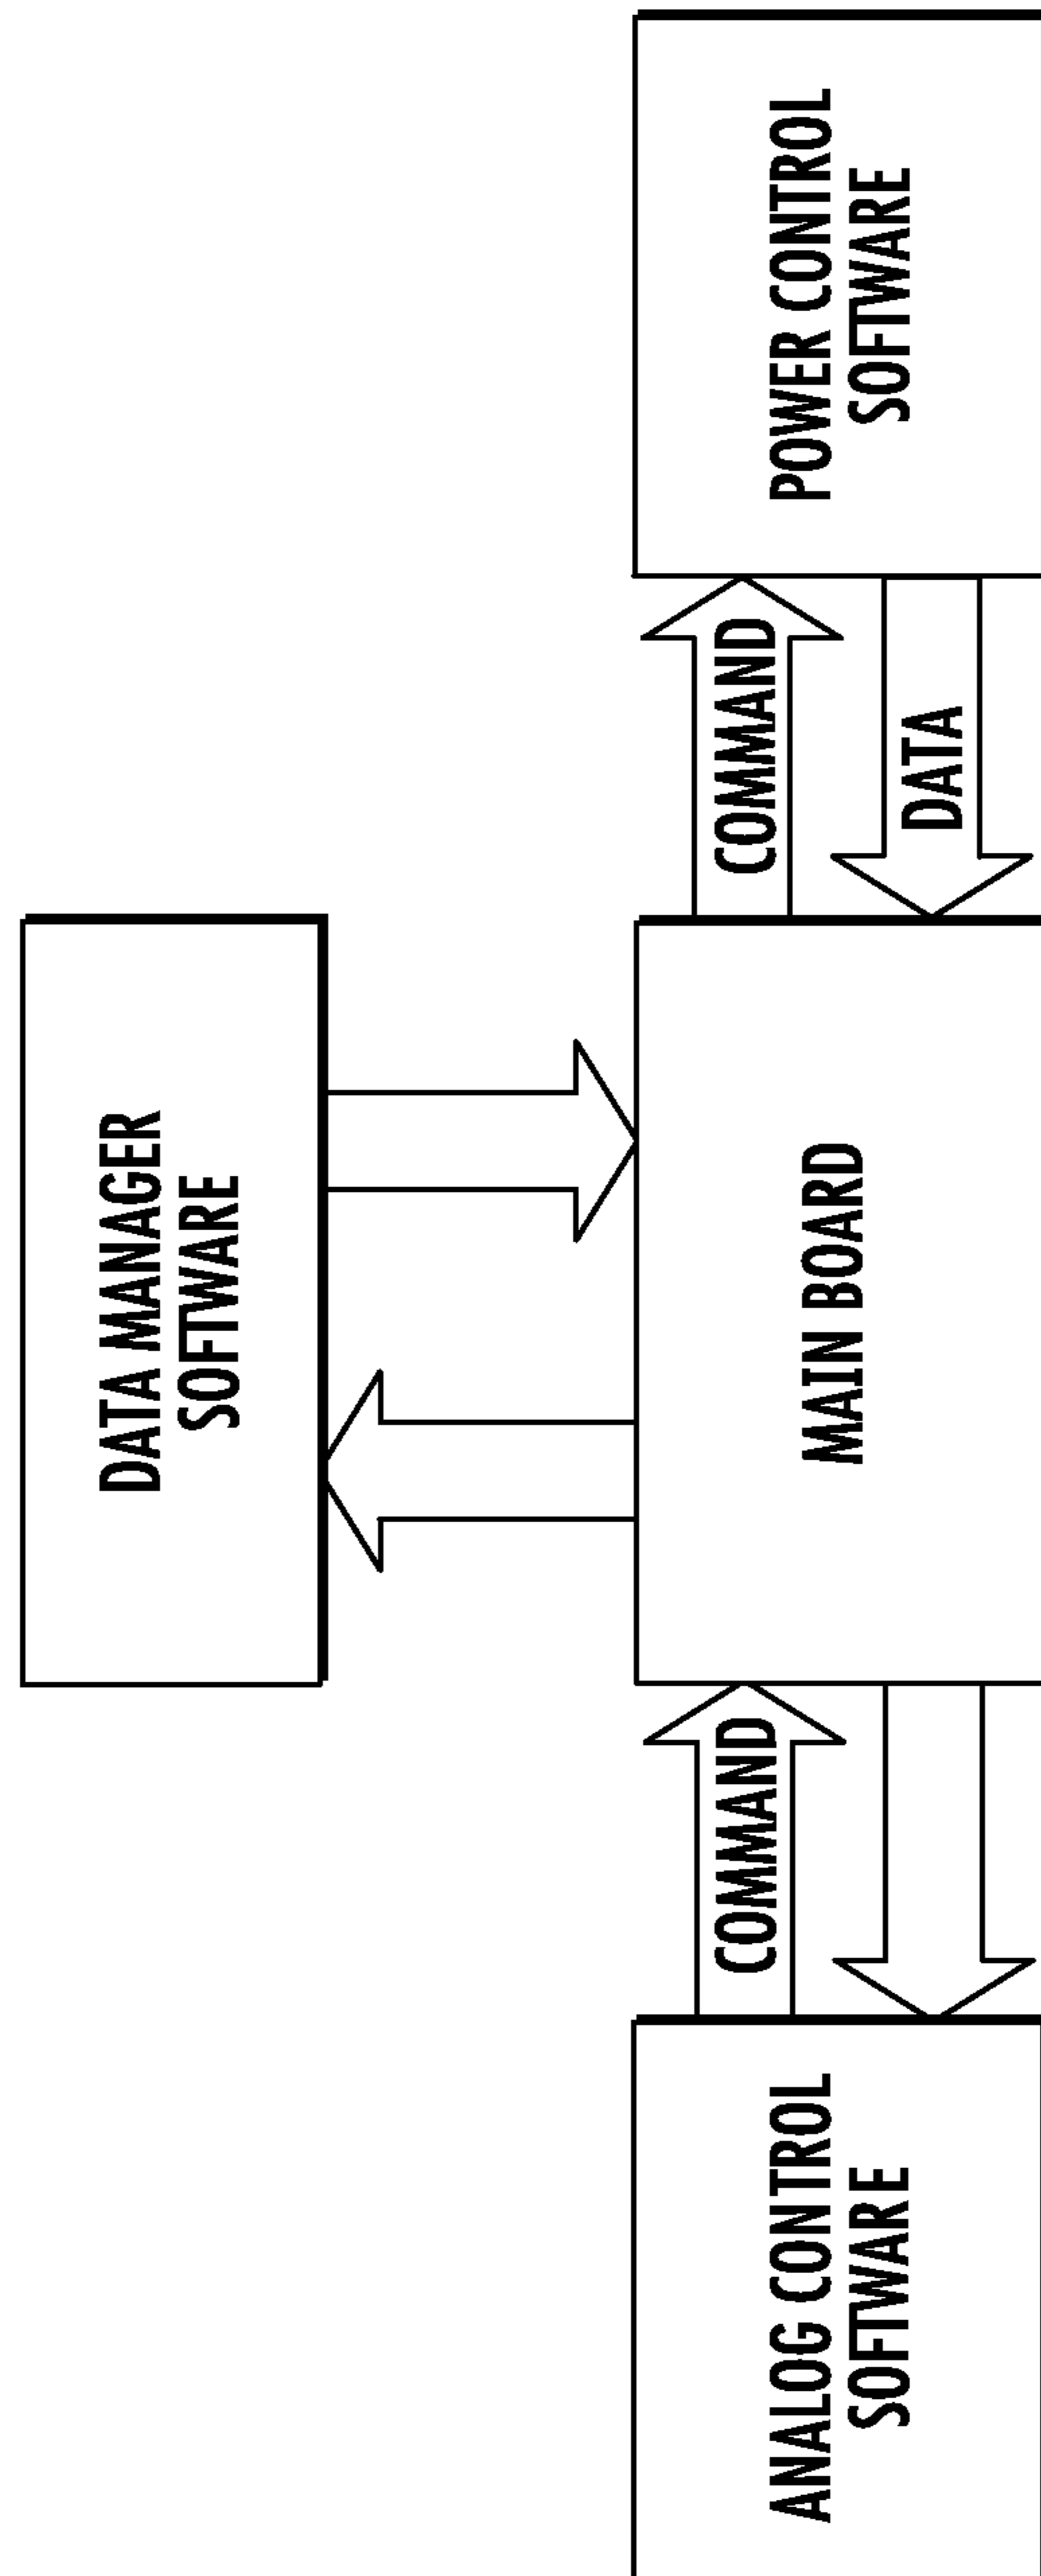 DATA MANAGER
SOFTWARE
ANALOG CONTROL
SOFTWARE
COMMAND
MAIN BOARD
COMMAND
DATA
POWER CONTROL
SOFTWARE